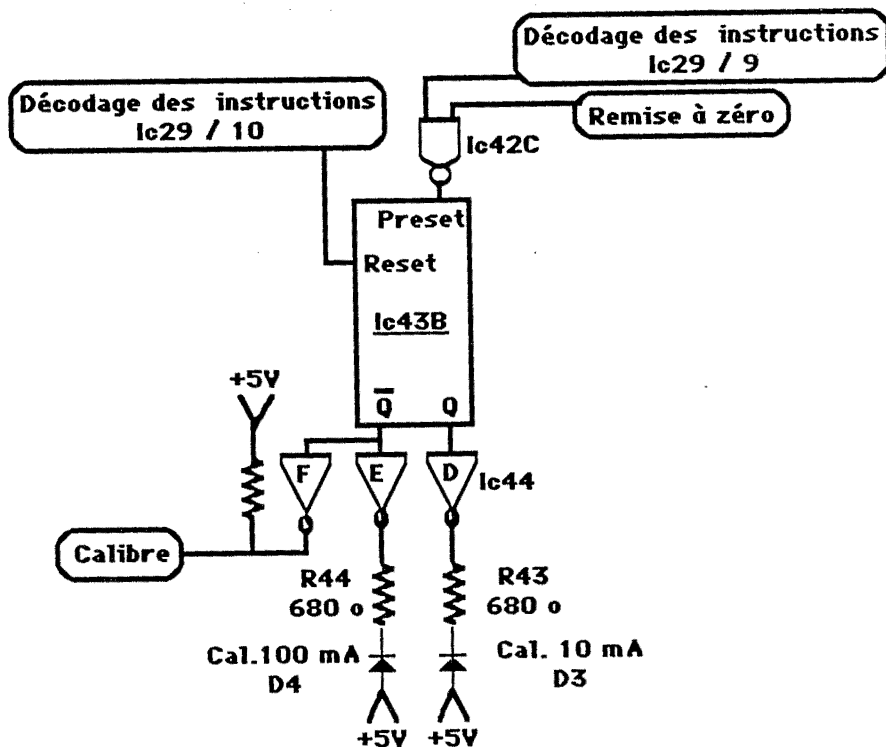 Décodage des instructions
Ic29 / 9
Décodage des instructions
Ic29 / 10
Remise à zéro
Ic42C
Preset
Reset
Ic43B
+5V
Q
Q
F
E
D
Ic44
Calibre
R44
680 o
R43
680 o
Cal.100 mA
D4
Cal. 10 mA
D3
+5V
+5V